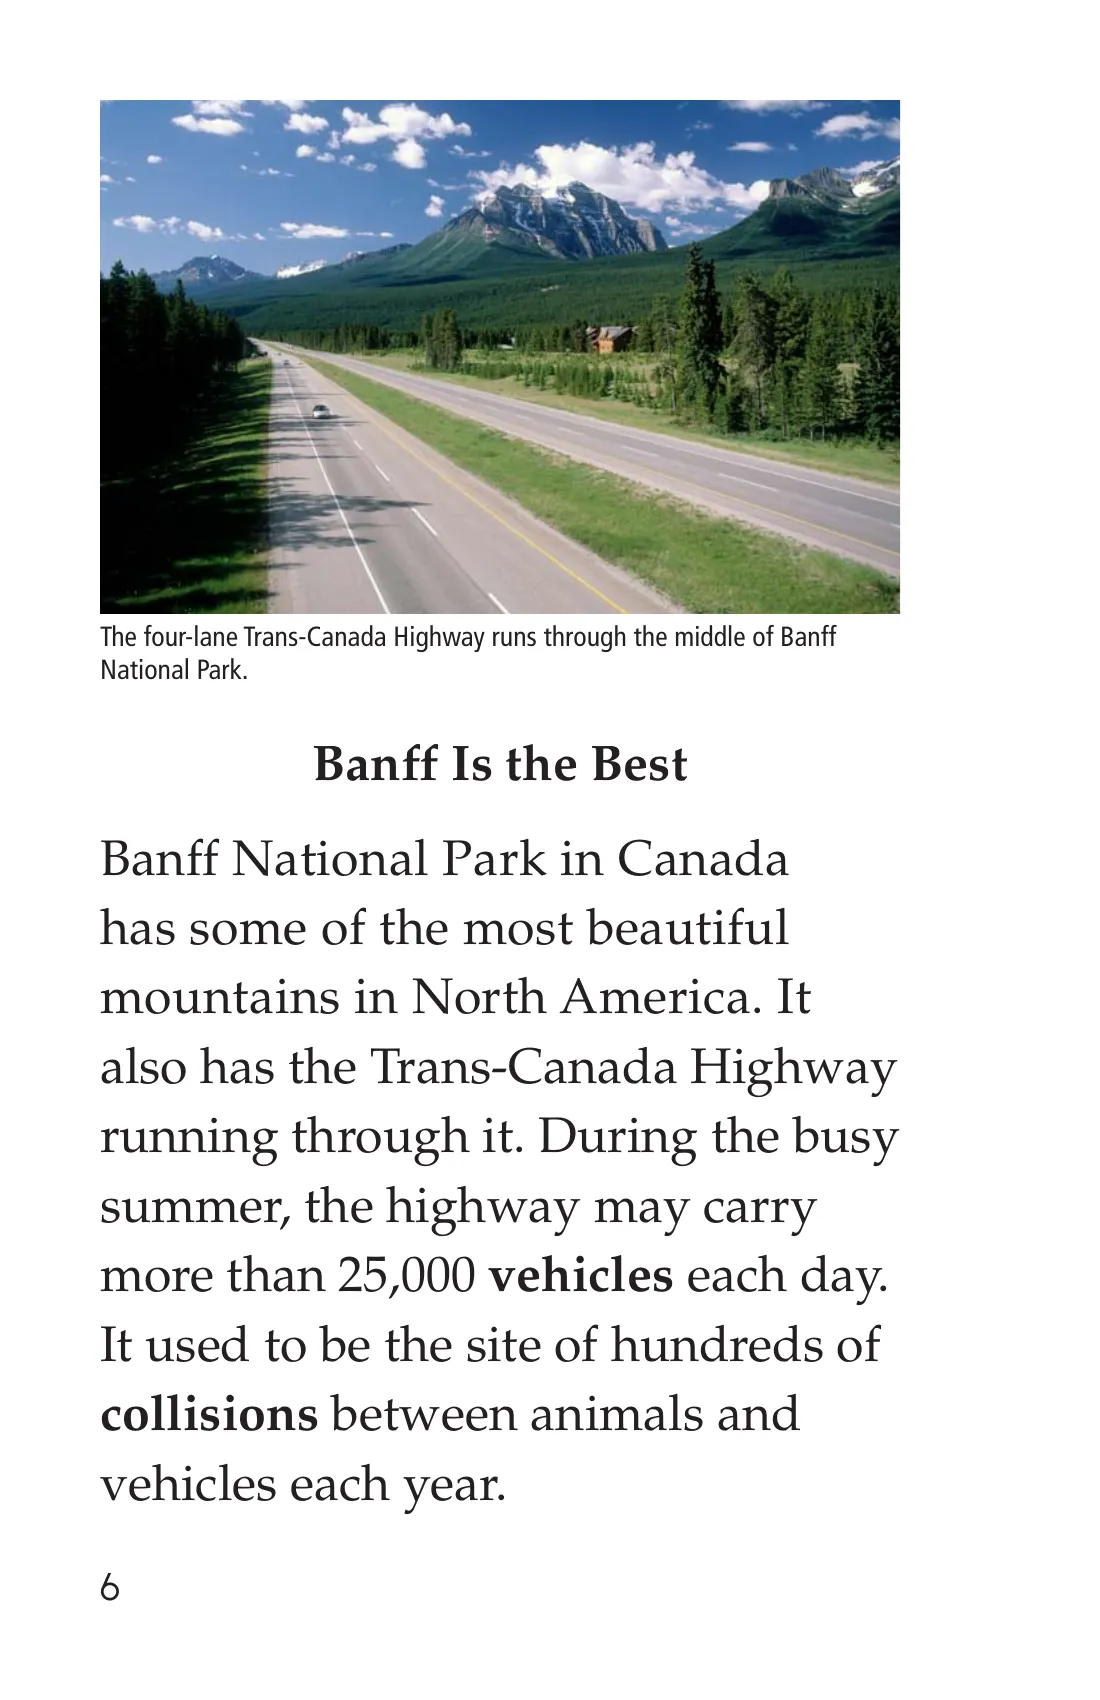 The four-lane Trans-Canada Highway runs through the middle of Banff
National Park.
Banff Is the Best
Banff National Park in Canada
has some of the most beautiful
mountains in North America. It
also has the Trans-Canada Highway
running through it. During the busy
summer, the highway may carry
more than 25,000 vehicles each day.
It used to be the site of hundreds of
collisions between animals and
vehicles each year.
6